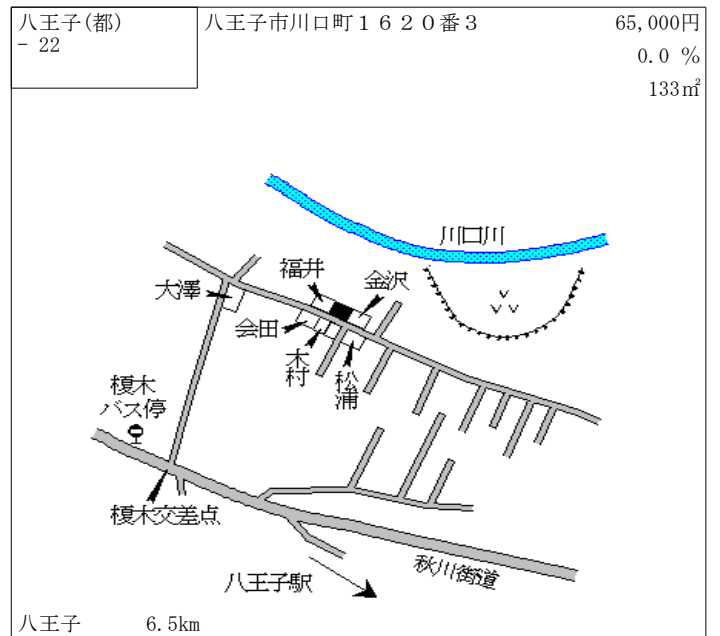 八王子(都)
- 22
八王子市川口町１６２０番３
65,000円
0.0 %
133㎡
川口川
福井
金沢
大澤
会田
木村
松浦
榎木
バス停
榎木交差点
秋川街道
八王子駅
八王子 6.5km